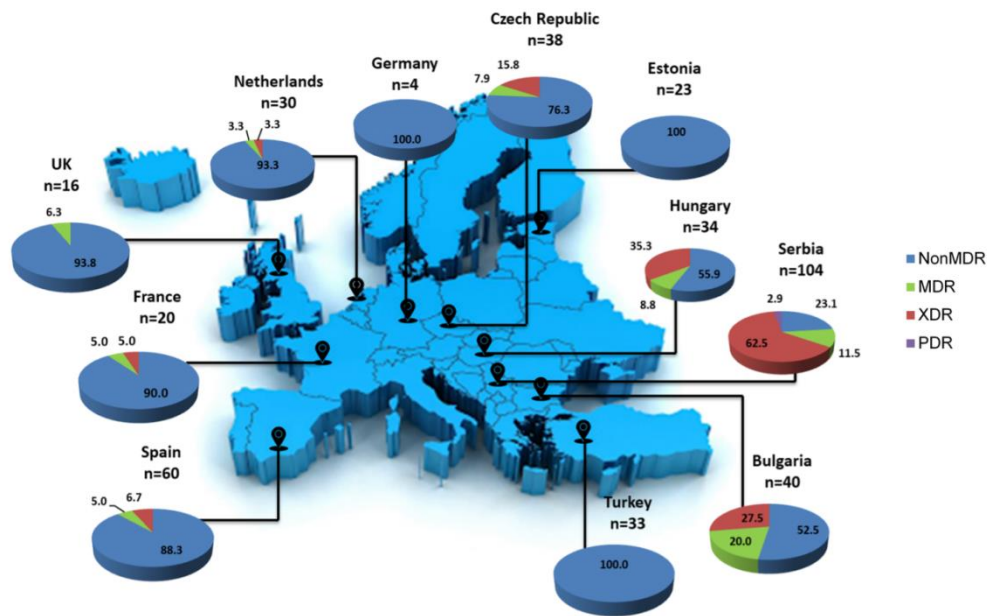 Czech Republic
n=38
15.8
7.9
76.3
Germany
n=4
100.0
Estonia
n=23
100
Netherlands
n=30
3.3
3.3
93.3
UK
n=16
6.3
93.8
Hungary
n=34
35.3
55.9
8.8
Serbia
n=104
2.9
23.1
62.5
11.5
NonMDR
MDR
XDR
PDR
France
n=20
5.0
5.0
90.0
Spain
n=60
5.0
6.7
88.3
Turkey
n=33
100.0
Bulgaria
n=40
27.5
52.5
20.0